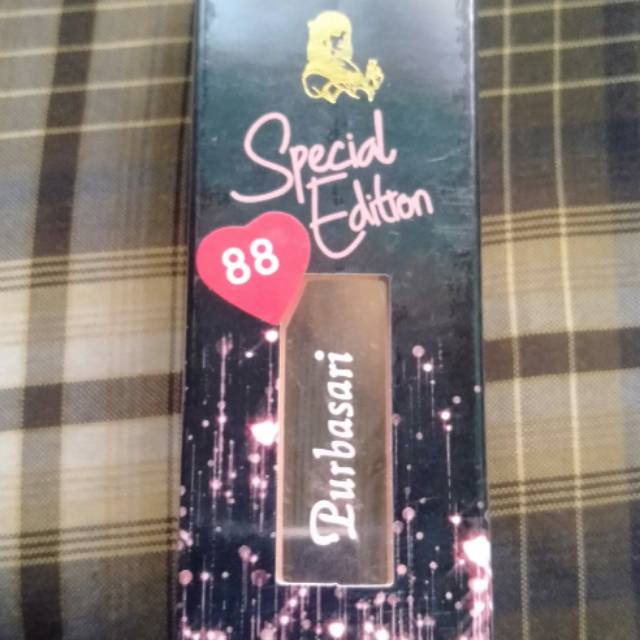 Special
Edition
88
Purbasari